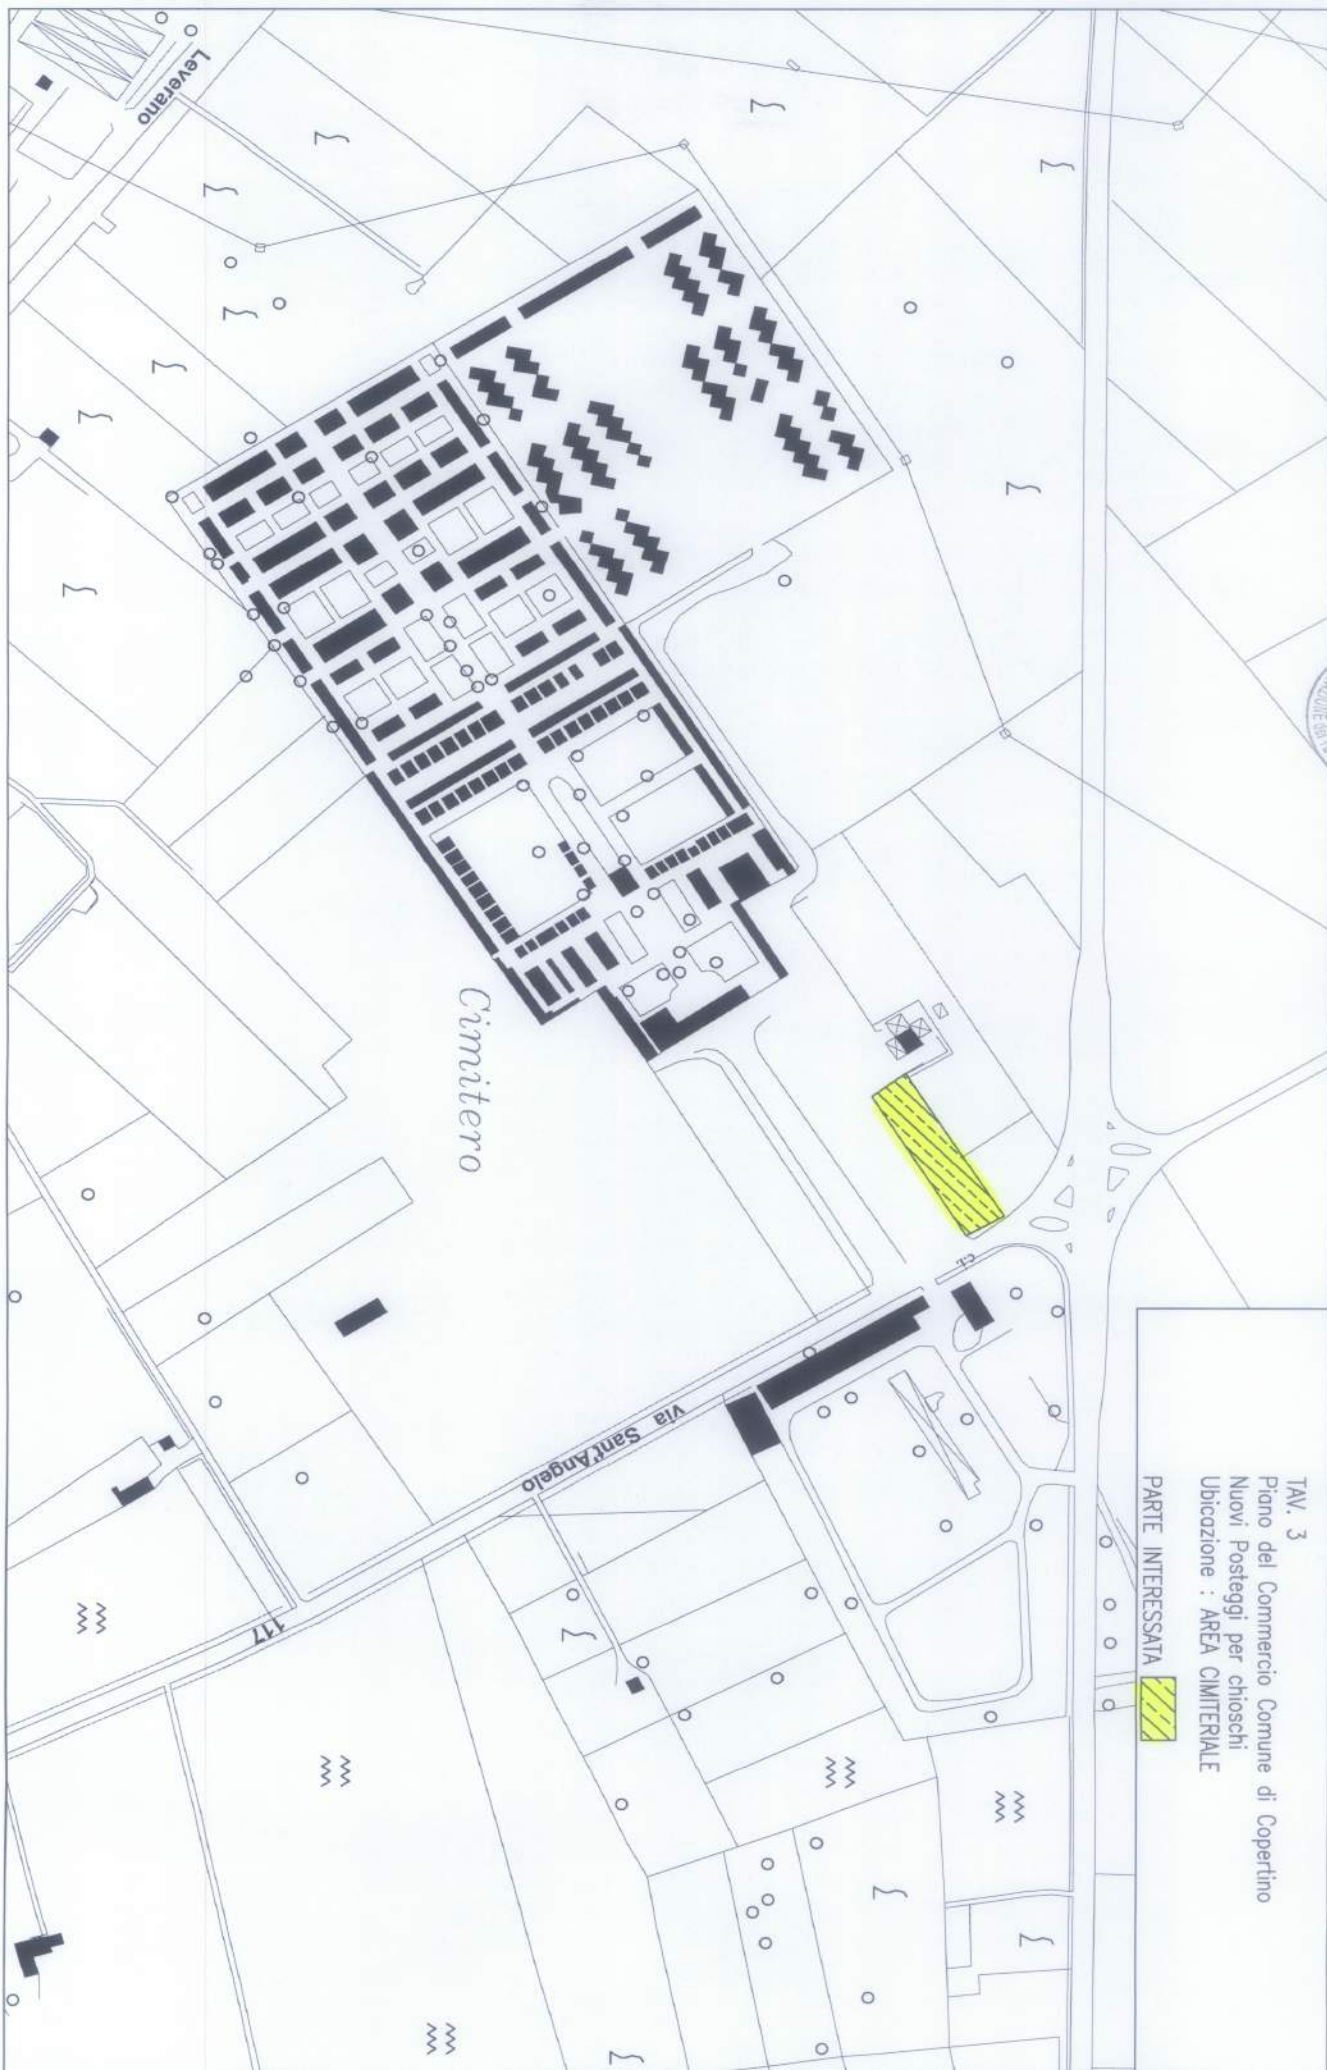 TAV. 3
Piano del Commercio Comune di Copertino
Nuovi Posteggi per chioschi
Ubicazione : AREA CIMITERIALE
PARTE INTERESSATA
Leverano
Cimitero
C.L.
via Sant'Angelo
117